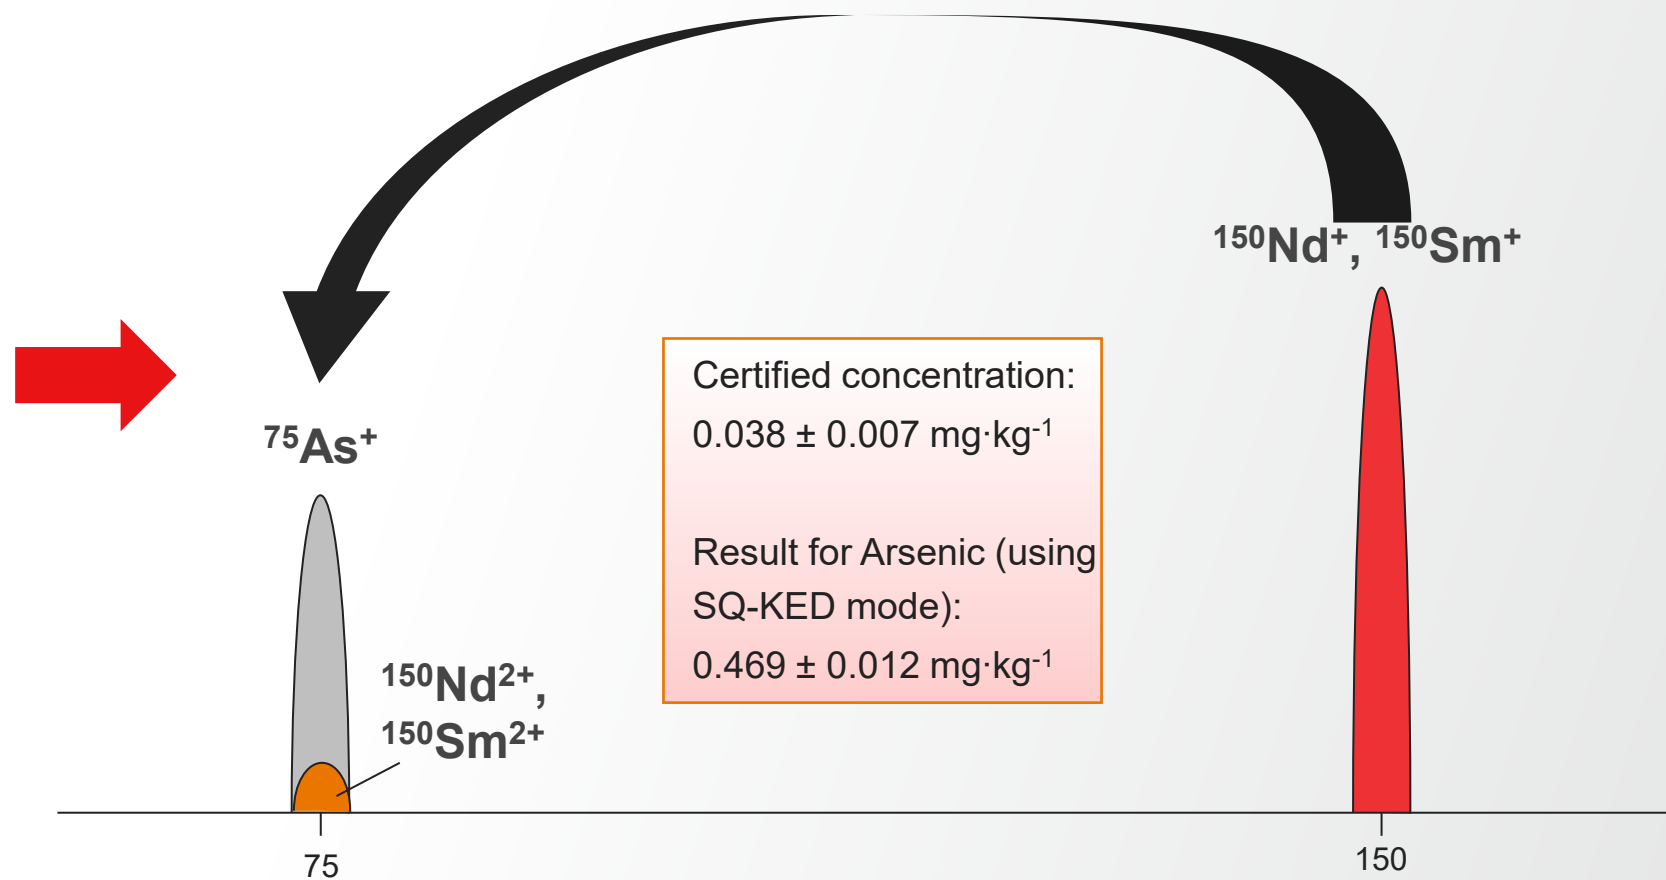 ¹⁵⁰Nd⁺, ¹⁵⁰Sm⁺
Certified concentration:
0.038 ± 0.007 mg·kg⁻¹
Result for Arsenic (using
SQ-KED mode):
0.469 ± 0.012 mg·kg⁻¹
⁷⁵As⁺
¹⁵⁰Nd²⁺,
¹⁵⁰Sm²⁺
75
150